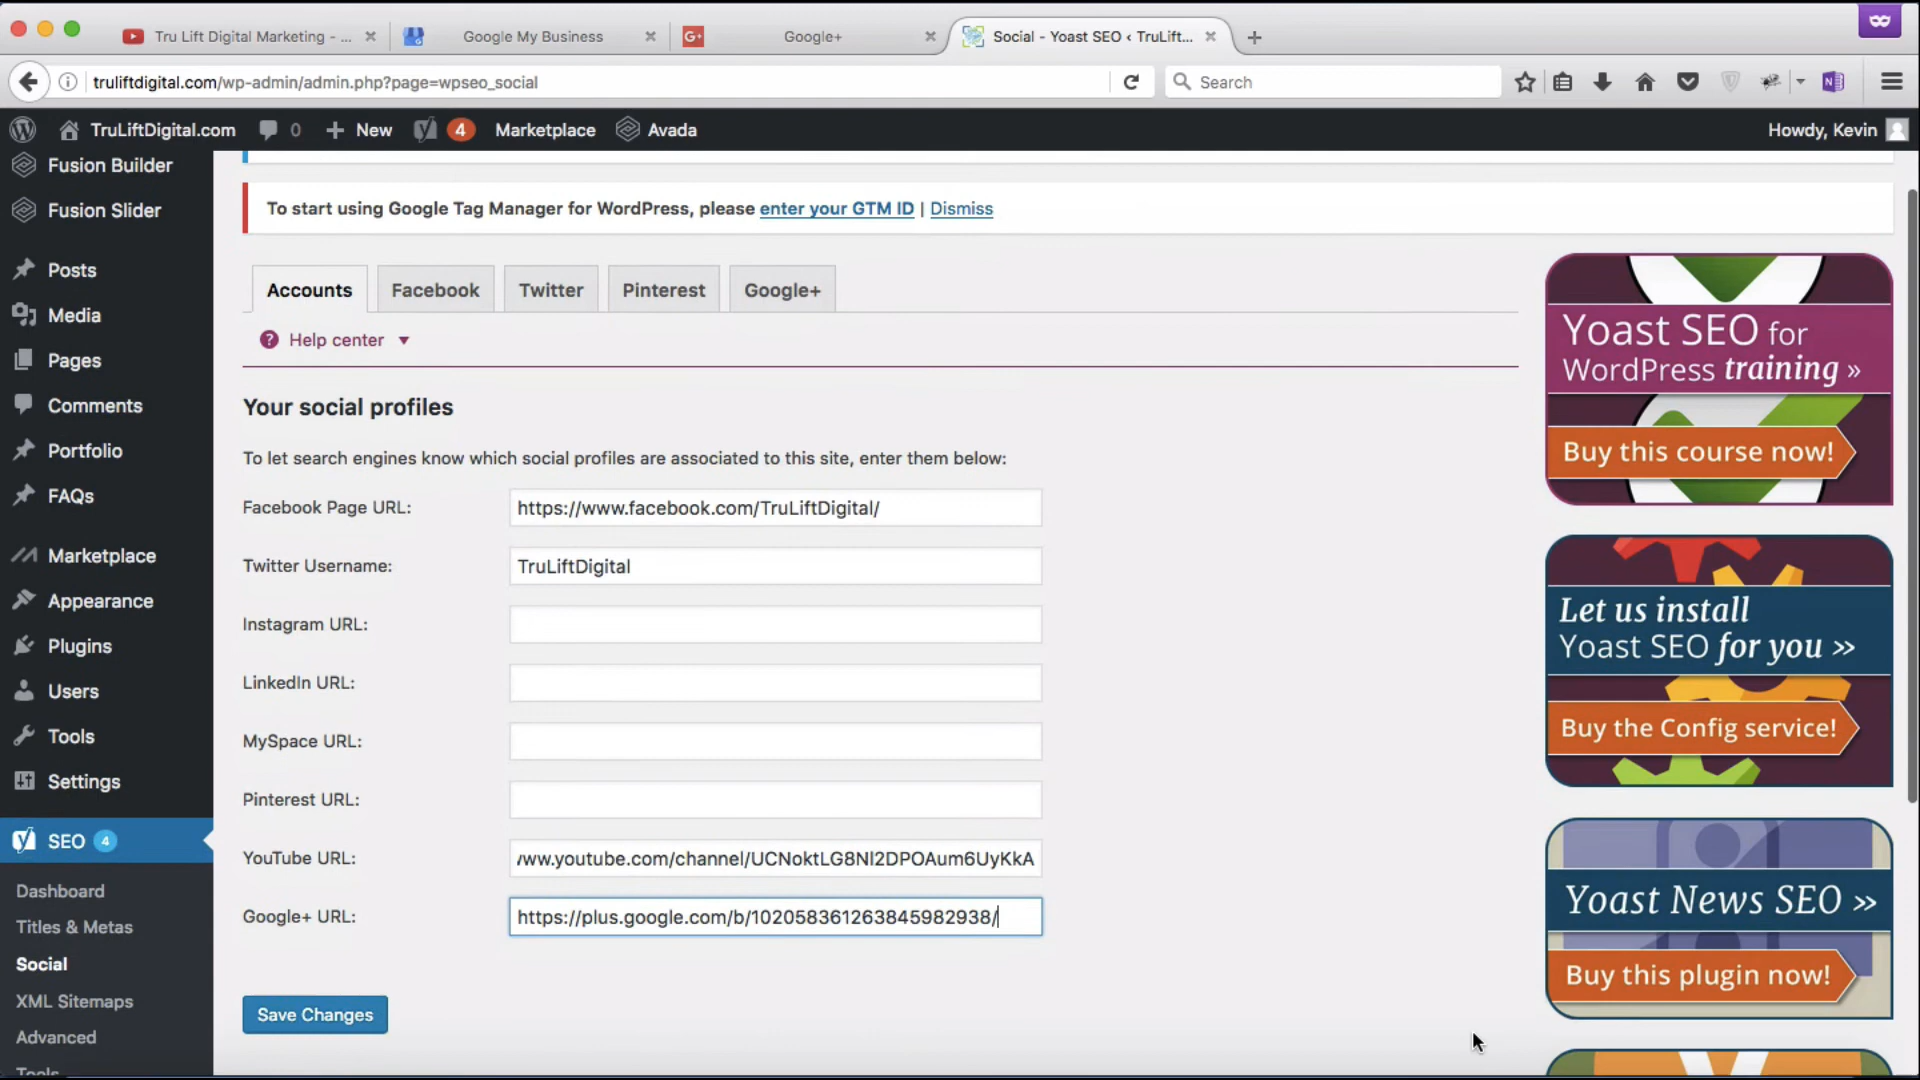 Tru Lift Digital Marketing - ...
Google My Business
Google+
Social - Yoast SEO ‹ TruLift...
truliftdigital.com/wp-admin/admin.php?page=wpseo_social
Search
TruLiftDigital.com
0
New
4
Marketplace
Avada
Howdy, Kevin
Fusion Builder
Fusion Slider
Posts
Media
Pages
Comments
Portfolio
FAQs
Marketplace
Appearance
Plugins
Users
Tools
Settings
SEO 4
Dashboard
Titles & Metas
Social
XML Sitemaps
Advanced
Tools
To start using Google Tag Manager for WordPress, please enter your GTM ID | Dismiss
Accounts
Facebook
Twitter
Pinterest
Google+
Help center
Your social profiles
To let search engines know which social profiles are associated to this site, enter them below:
Facebook Page URL:
https://www.facebook.com/TruLiftDigital/
Twitter Username:
TruLiftDigital
Instagram URL:
LinkedIn URL:
MySpace URL:
Pinterest URL:
YouTube URL:
www.youtube.com/channel/UCNoktLG8Nl2DPOAum6UyKkA
Google+ URL:
https://plus.google.com/b/102058361263845982938/
Save Changes
Yoast SEO for
WordPress training »
Buy this course now!
Let us install
Yoast SEO for you »
Buy the Config service!
Yoast News SEO »
Buy this plugin now!